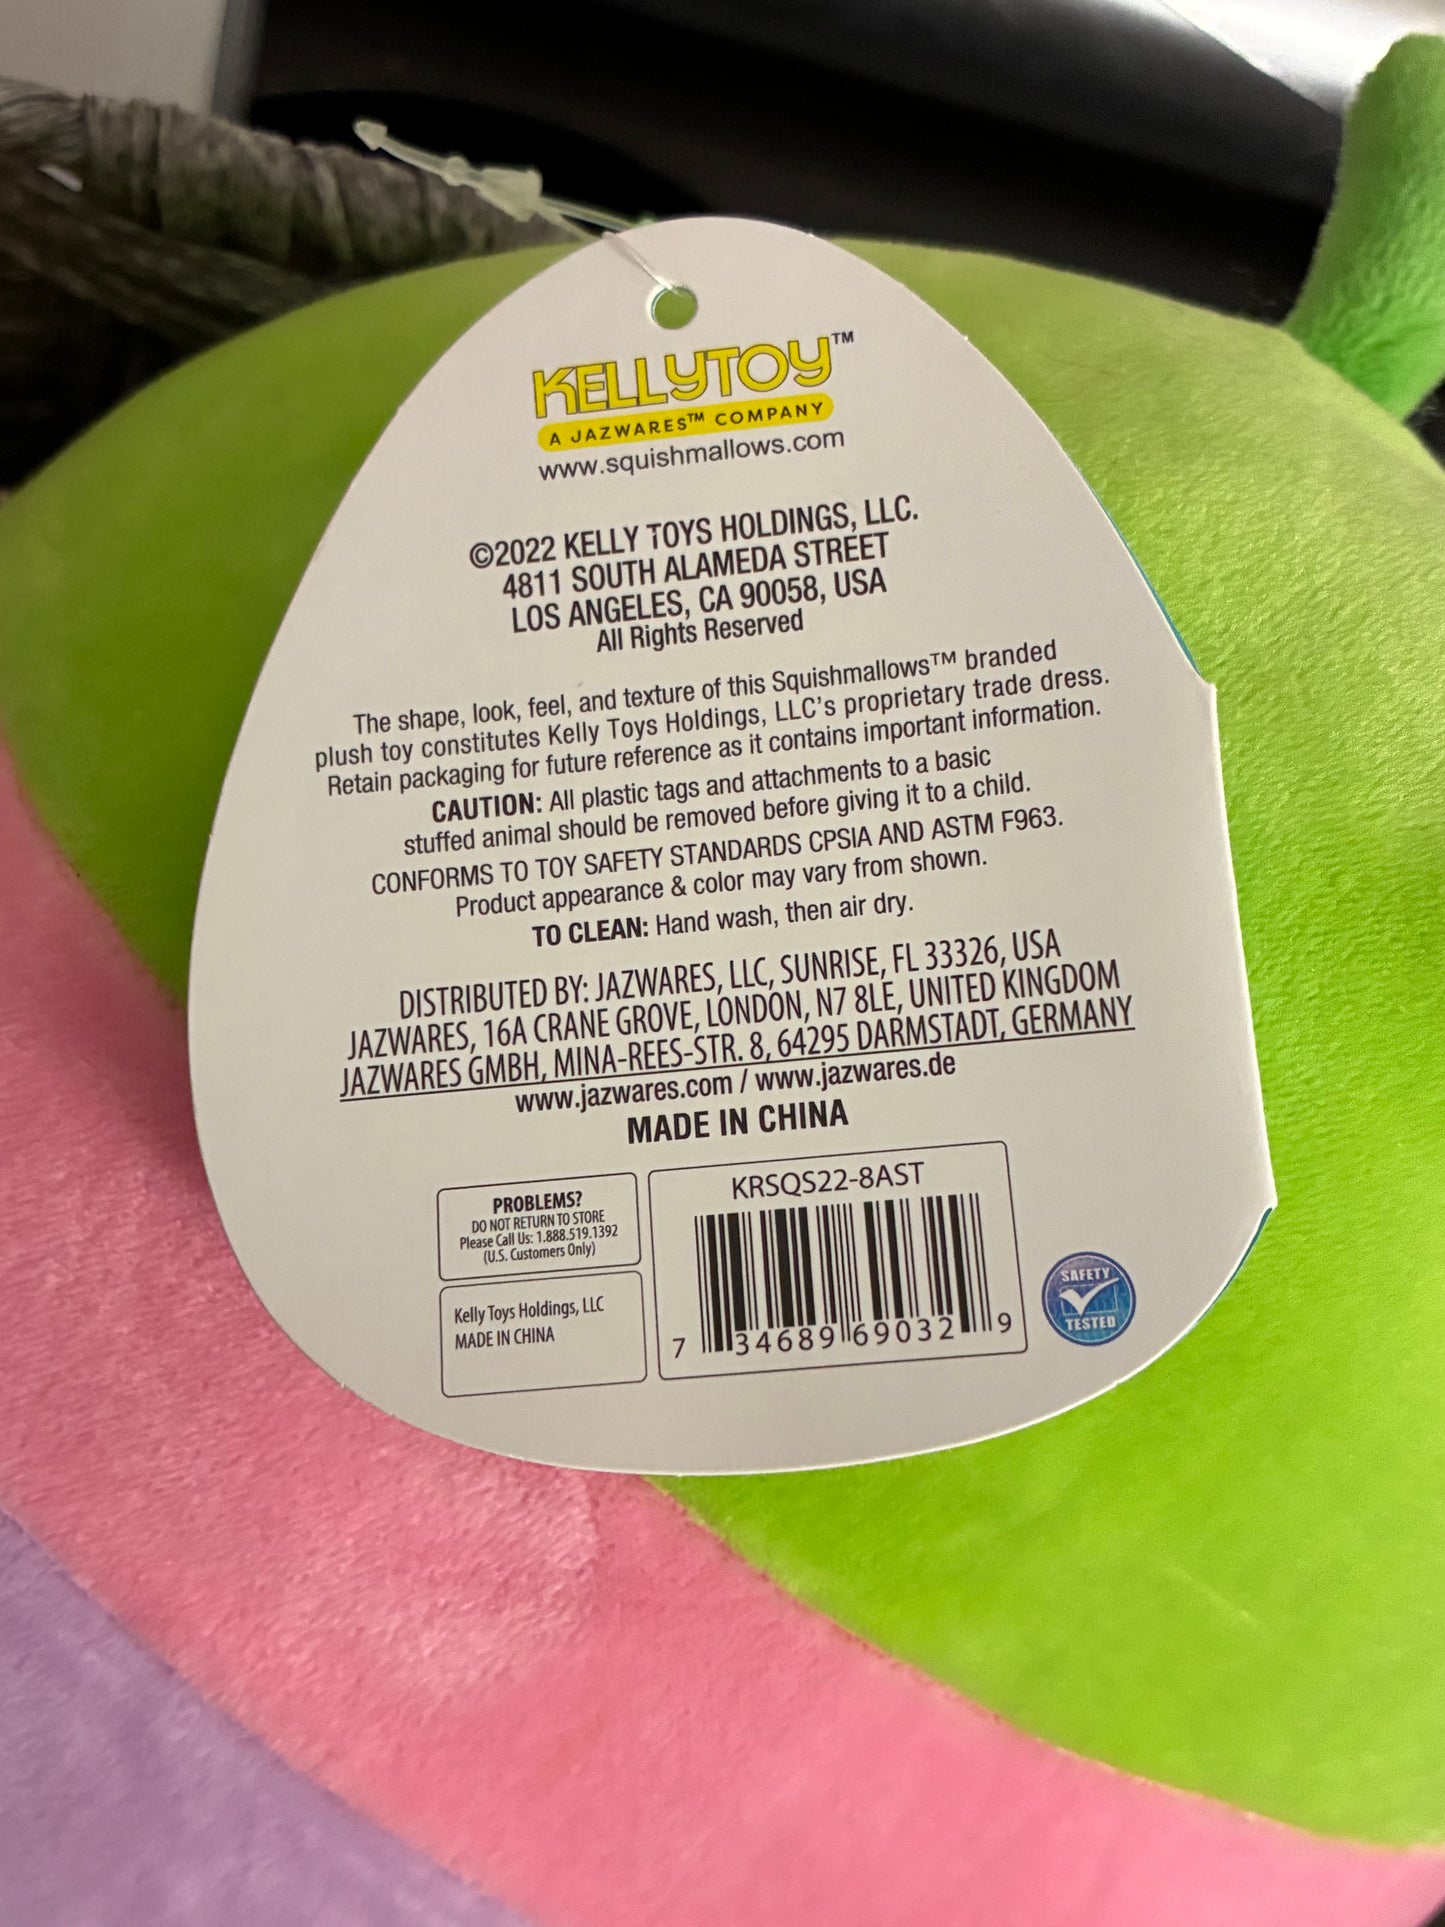 KELLYTOY™
A JAZWARES™ COMPANY
www.squishmallows.com
©2022 KELLY TOYS HOLDINGS, LLC.
4811 SOUTH ALAMEDA STREET
LOS ANGELES, CA 90058, USA
All Rights Reserved
The shape, look, feel, and texture of this Squishmallows™ branded
plush toy constitutes Kelly Toys Holdings, LLC's proprietary trade dress.
Retain packaging for future reference as it contains important information.
CAUTION: All plastic tags and attachments to a basic
stuffed animal should be removed before giving it to a child.
CONFORMS TO TOY SAFETY STANDARDS CPSIA AND ASTM F963.
Product appearance & color may vary from shown.
TO CLEAN: Hand wash, then air dry.
DISTRIBUTED BY: JAZWARES, LLC, SUNRISE, FL 33326, USA
JAZWARES, 16A CRANE GROVE, LONDON, N7 8LE, UNITED KINGDOM
JAZWARES GMBH, MINA-REES-STR. 8, 64295 DARMSTADT, GERMANY
www.jazwares.com / www.jazwares.de
MADE IN CHINA
PROBLEMS?
DO NOT RETURN TO STORE
Please Call Us: 1.888.519.1392
(U.S. Customers Only)
Kelly Toys Holdings, LLC
MADE IN CHINA
KRSQS22-8AST
7 34689 69032 9
SAFETY
TESTED